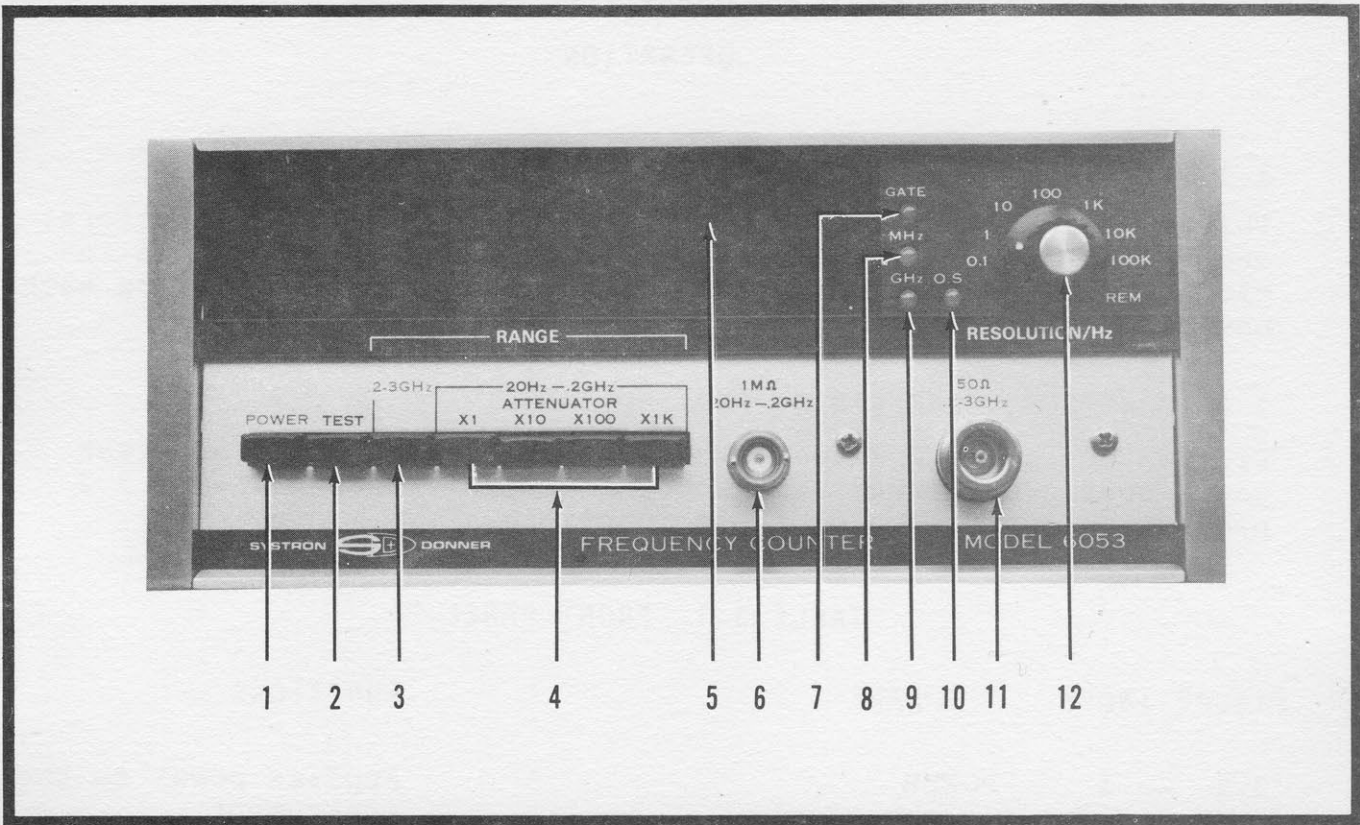 GATE
MHz
GHz O.S
0.1 1 10 100 1K 10K 100K
REM
RESOLUTION/Hz
RANGE
.2-3GHz
20Hz — .2GHz
ATTENUATOR
POWER TEST X1 X10 X100 X1K
1MΩ
20Hz — .2GHz
50Ω
.2-3GHz
SYSTRON SD DONNER FREQUENCY COUNTER MODEL 6053
1 2 3 4 5 6 7 8 9 10 11 12